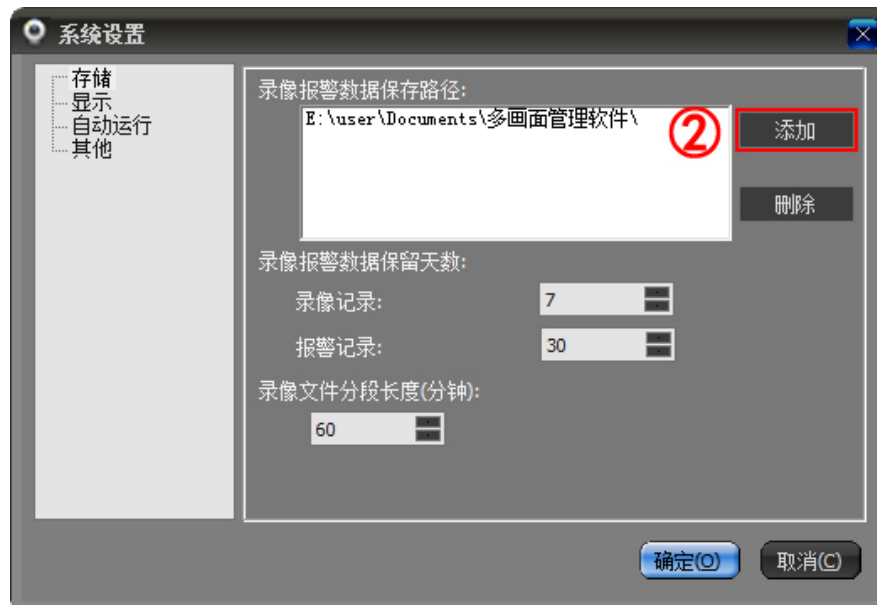 系统设置
存储
显示
自动运行
其他
录像报警数据保存路径:
E:\user\Documents\多画面管理软件\
②
添加
删除
录像报警数据保留天数:
录像记录:
7
报警记录:
30
录像文件分段长度(分钟):
60
确定(O)
取消(C)